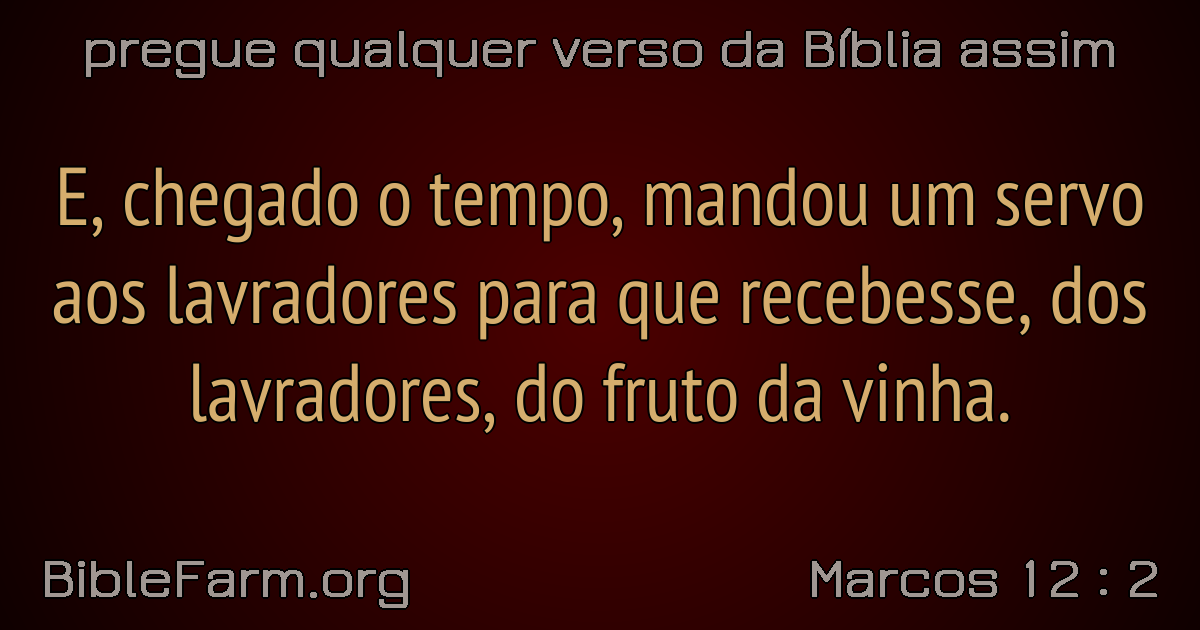 pregue qualquer verso da Bíblia assim
E, chegado o tempo, mandou um servo
aos lavradores para que recebesse, dos
lavradores, do fruto da vinha.
BibleFarm.org
Marcos 12 : 2